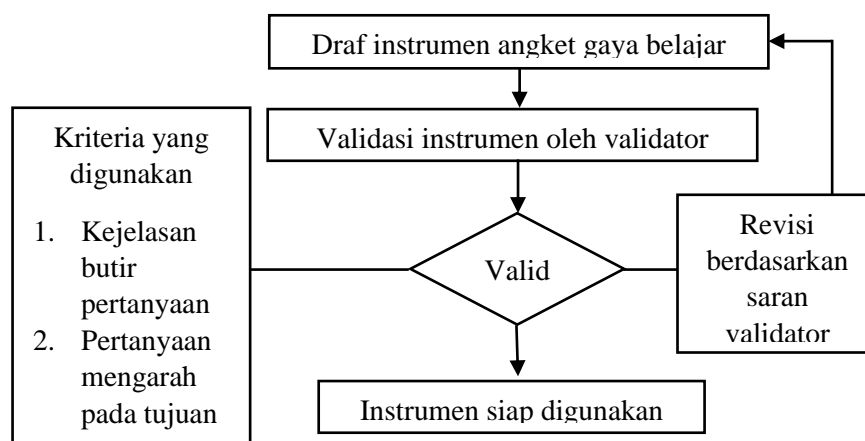 Draf instrumen angket gaya belajar
Validasi instrumen oleh validator
Kriteria yang
digunakan
1. Kejelasan
butir
pertanyaan
2. Pertanyaan
mengarah
pada tujuan
Valid
Revisi
berdasarkan
saran
validator
Instrumen siap digunakan